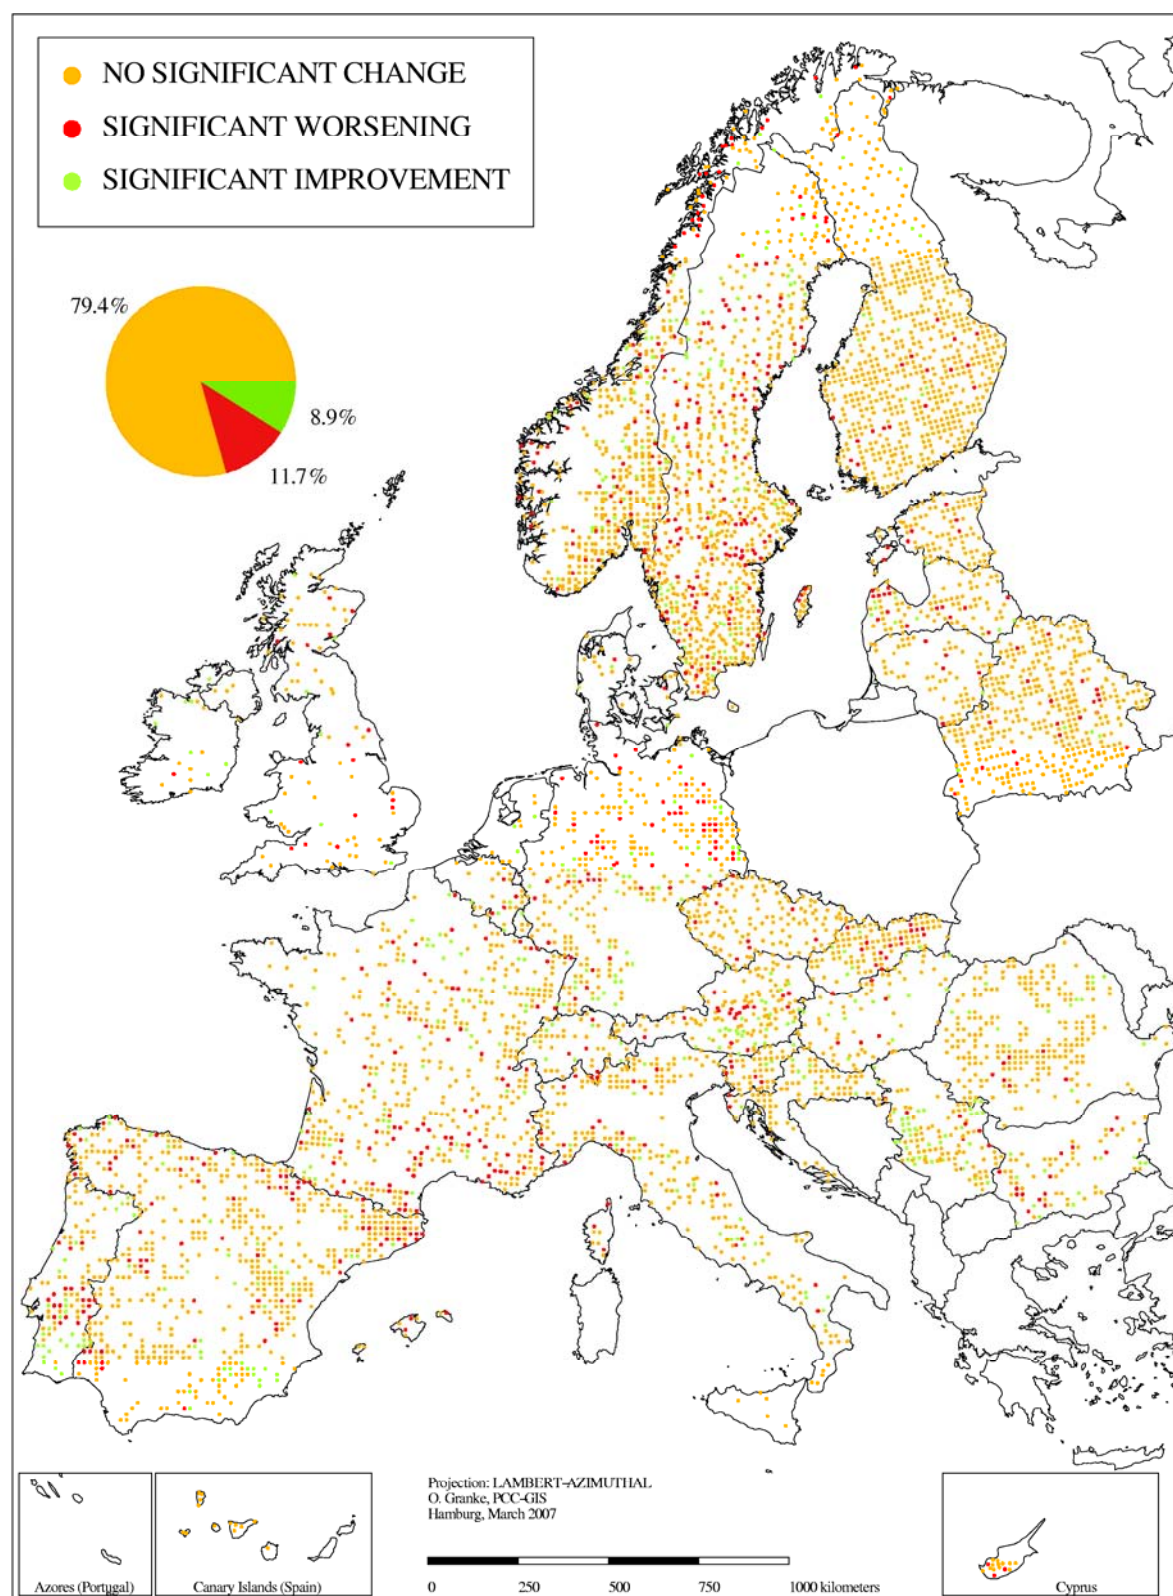 NO SIGNIFICANT CHANGE
SIGNIFICANT WORSENING
SIGNIFICANT IMPROVEMENT
79.4%
8.9%
11.7%
Projection: LAMBERT-AZIMUTHAL
O. Granke, PCC-GIS
Hamburg, March 2007
Azores (Portugal)
Canary Islands (Spain)
0 250 500 750 1000 kilometers
Cyprus